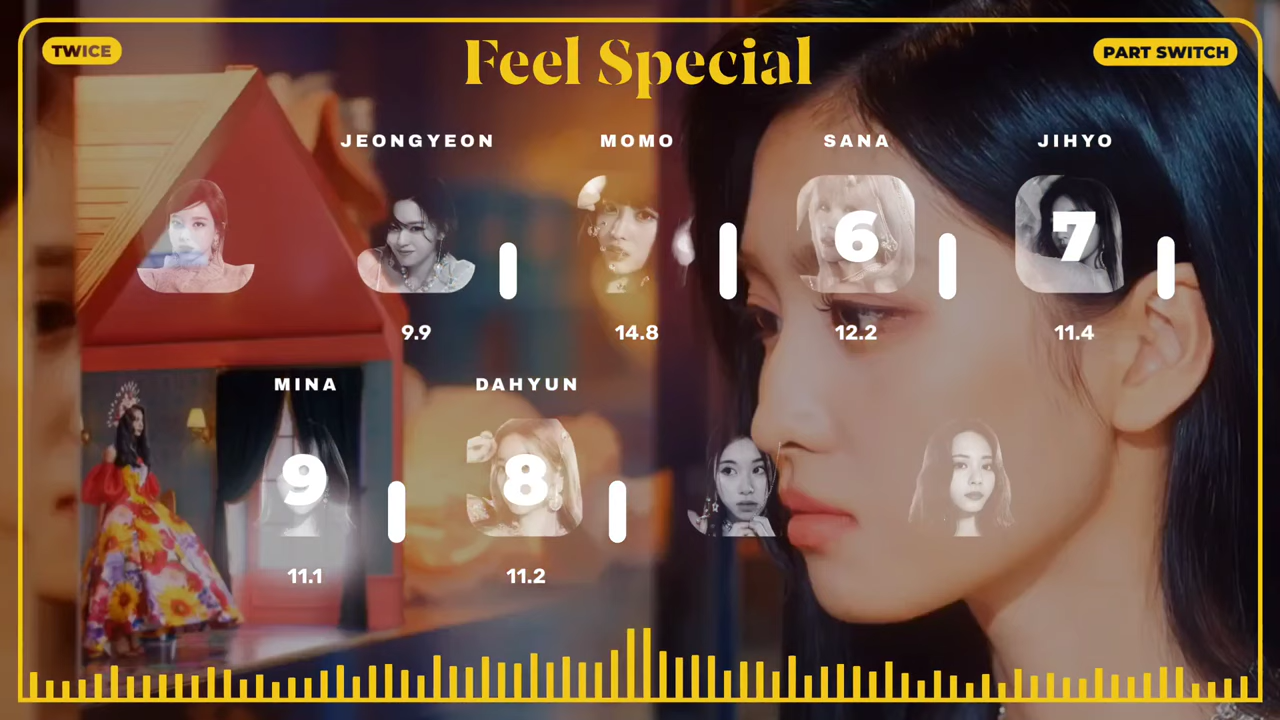 TWICE
Feel Special
PART SWITCH
JEONGYEON
MOMO
SANA
JIHYO
6
7
9.9
14.8
12.2
11.4
MINA
DAHYUN
9
8
11.1
11.2